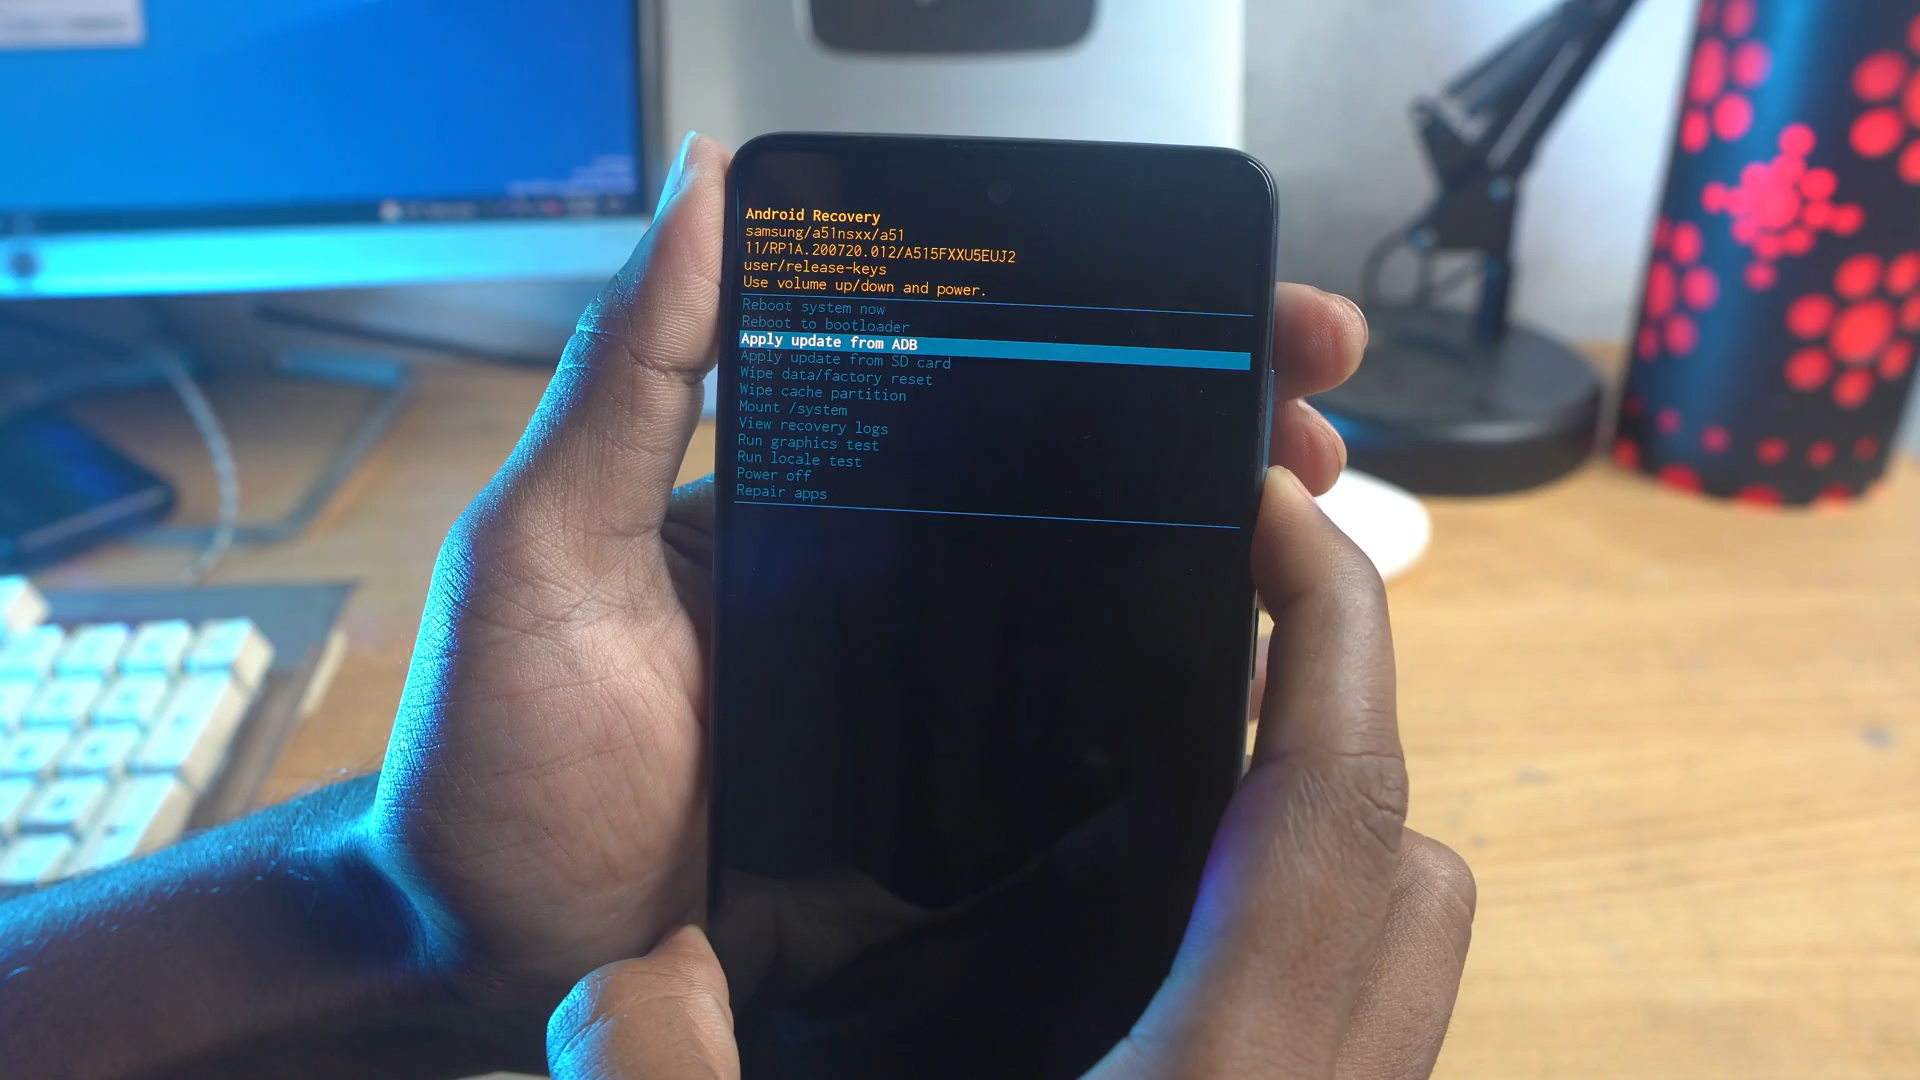 Android Recovery
samsung/a51nsxx/a51
11/RP1A.200720.012/A515FXXU5EUJ2
user/release-keys
Use volume up/down and power.
Reboot system now
Reboot to bootloader
Apply update from ADB
Apply update from SD card
Wipe data/factory reset
Wipe cache partition
Mount /system
View recovery logs
Run graphics test
Run locale test
Power off
Repair apps